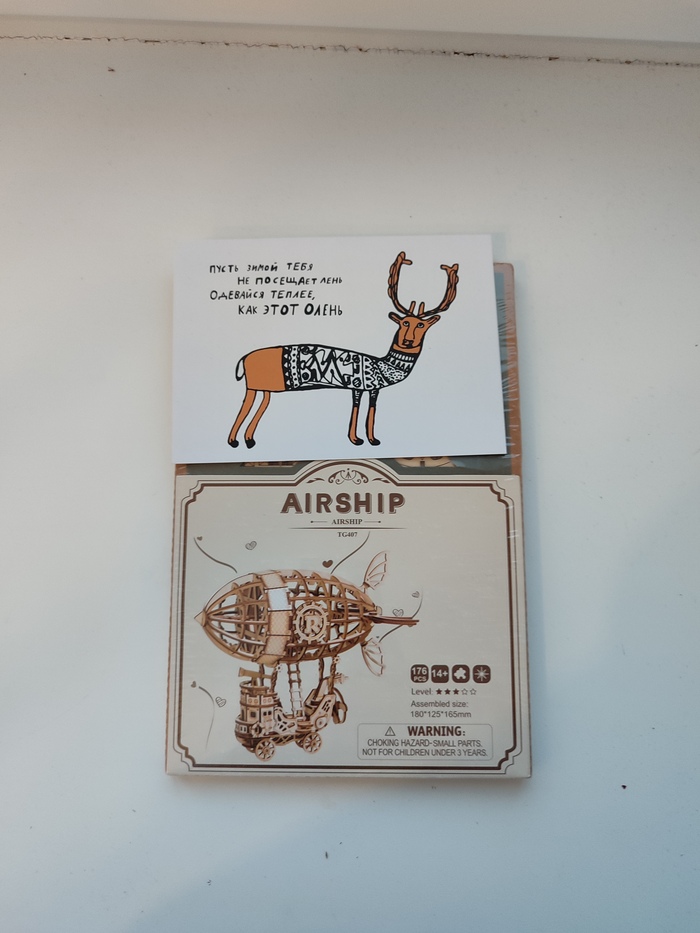 ПУСТЬ ЗИМОЙ ТЕБЯ
НЕ ПОСЕЩАЕТ ЛЕНЬ
ОДЕВАЙСЯ ТЕПЛЕЕ,
КАК ЭТОТ ОЛЕНЬ
AIRSHIP
AIRSHIP
TG407
176 PCS 14+
Level: ★★★☆☆
Assembled size:
180*125*165mm
⚠ WARNING:
CHOKING HAZARD-SMALL PARTS.
NOT FOR CHILDREN UNDER 3 YEARS.